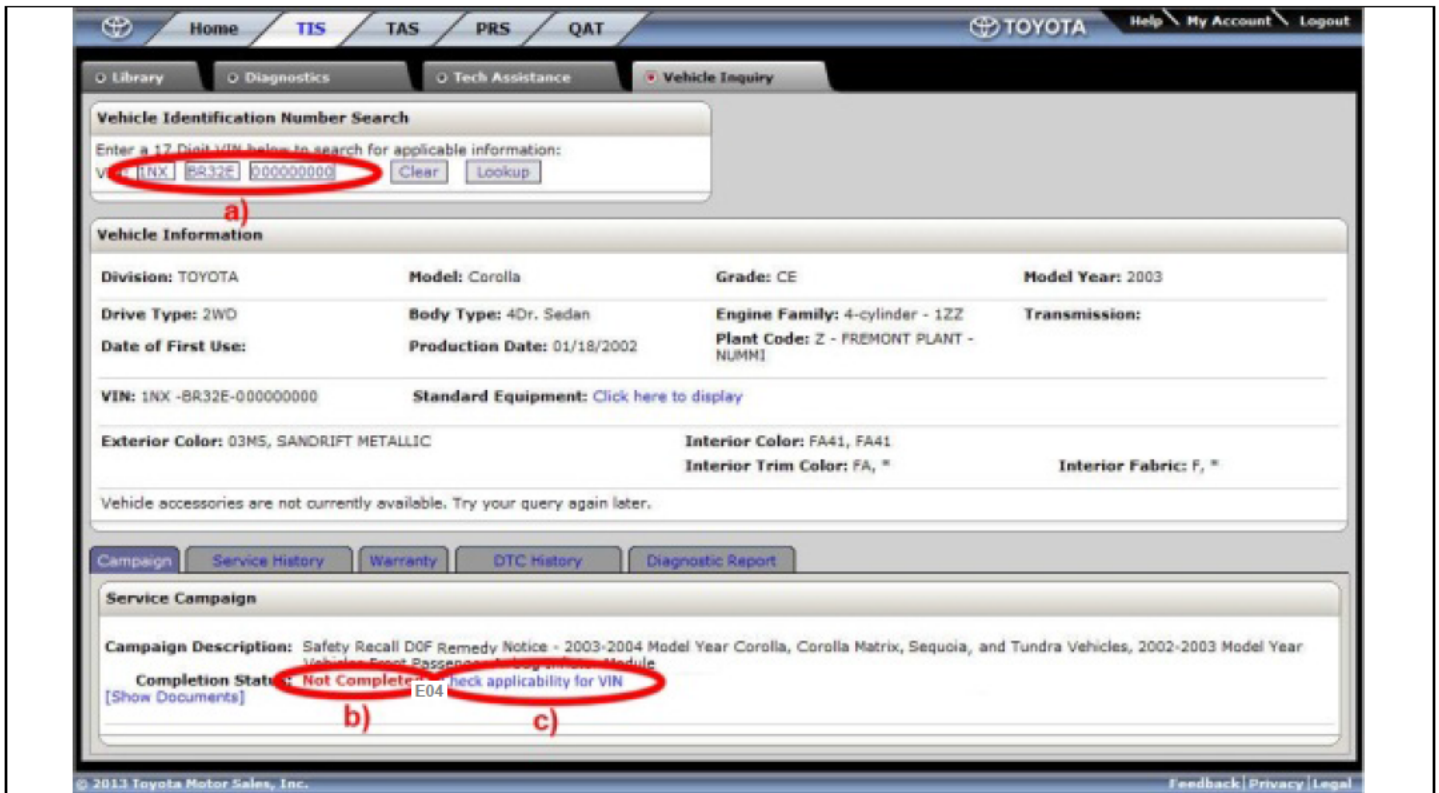 Home TIS TAS PRS QAT TOYOTA Help My Account Logout
Library Diagnostics Tech Assistance Vehicle Inquiry
Vehicle Identification Number Search
Enter a 17 Digit VIN below to search for applicable information:
1NX BR32E 000000000 Clear Lookup
a)
Vehicle Information
Division: TOYOTA Model: Corolla Grade: CE Model Year: 2003
Drive Type: 2WD Body Type: 4Dr. Sedan Engine Family: 4-cylinder - 1ZZ Transmission:
Date of First Use: Production Date: 01/18/2002 Plant Code: Z - FREMONT PLANT -
NUMMI
VIN: 1NX -BR32E-000000000 Standard Equipment: Click here to display
Exterior Color: 03M5, SANDRIFT METALLIC Interior Color: FA41, FA41
Interior Trim Color: FA, * Interior Fabric: F, *
Vehicle accessories are not currently available. Try your query again later.
Campaign Service History Warranty DTC History Diagnostic Report
Service Campaign
Campaign Description: Safety Recall D0F Remedy Notice - 2003-2004 Model Year Corolla, Corolla Matrix, Sequoia, and Tundra Vehicles, 2002-2003 Model Year
Vehicles Front Passenger Module
Completion Status: Not Completed E04 heck applicability for VIN
[Show Documents]
b) c)
© 2013 Toyota Motor Sales, Inc. Feedback | Privacy | Legal